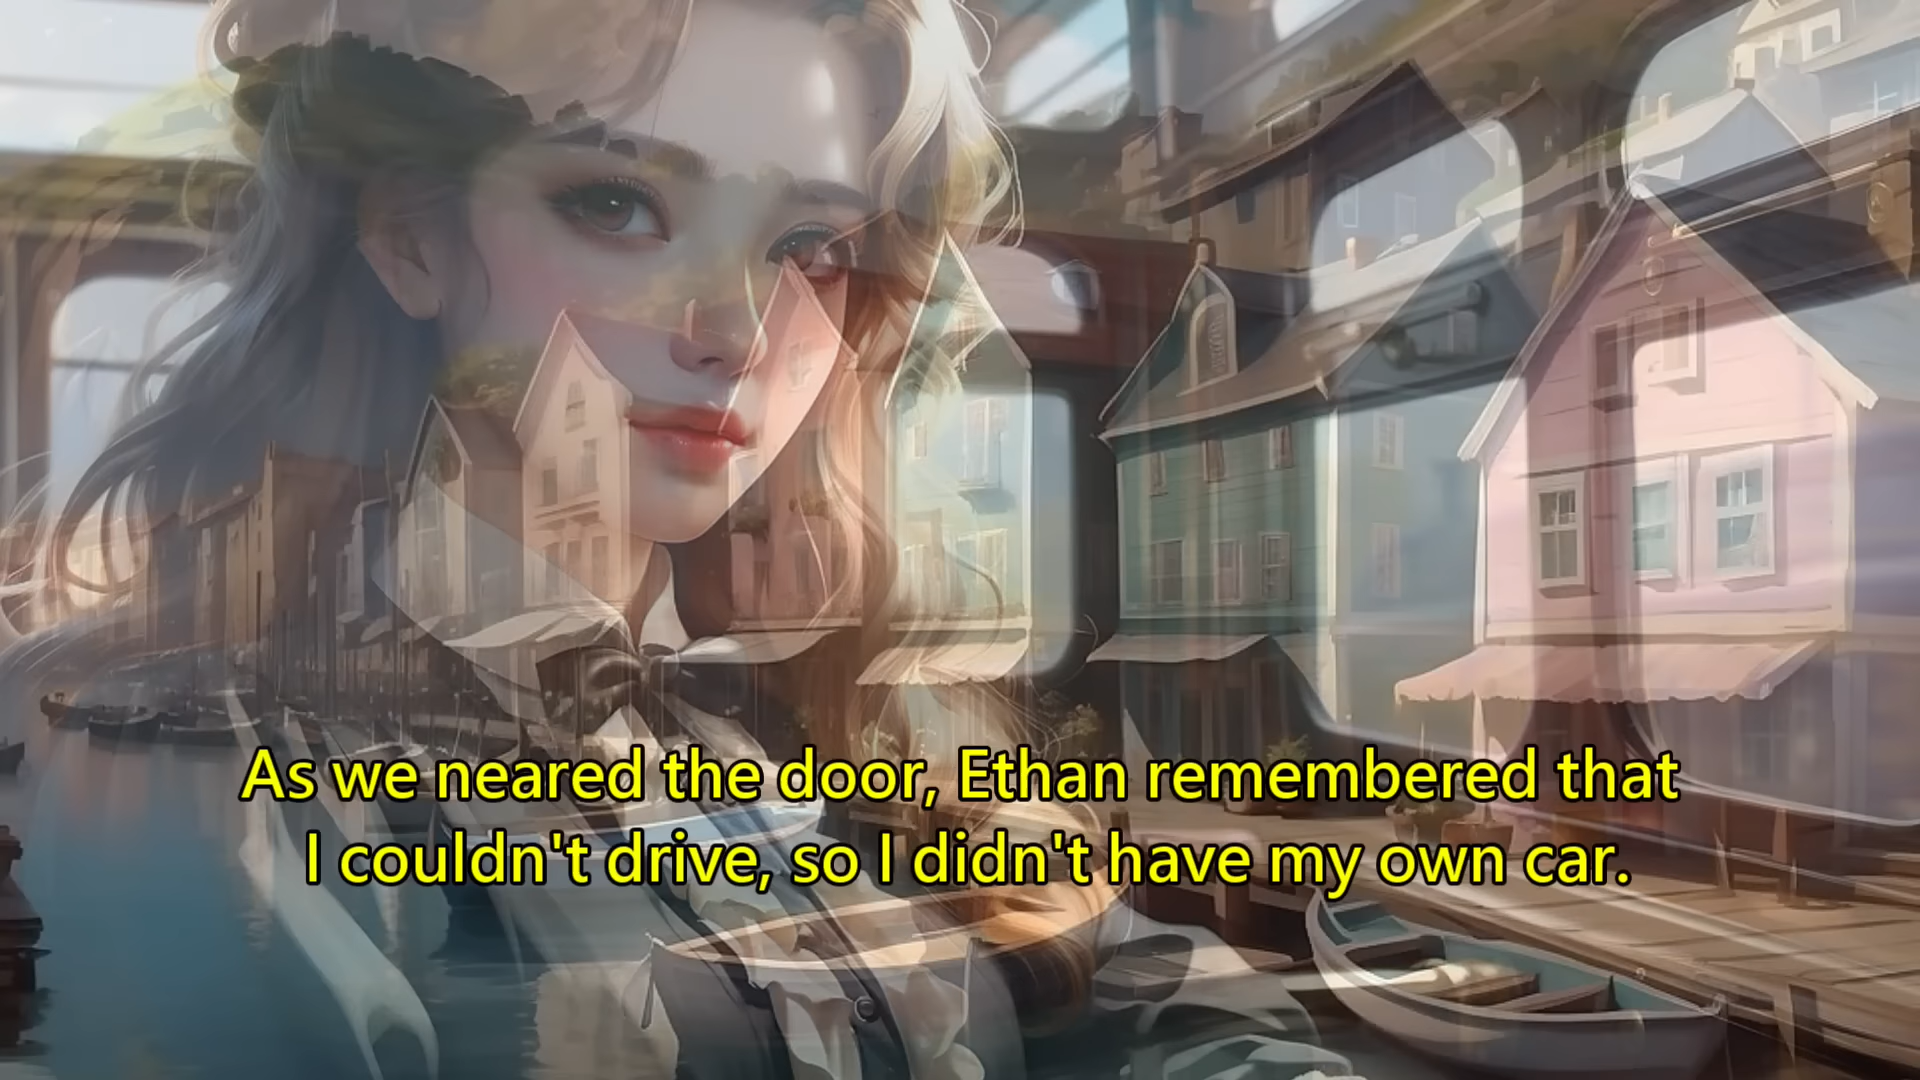 As we neared the door, Ethan remembered that
I couldn't drive, so I didn't have my own car.